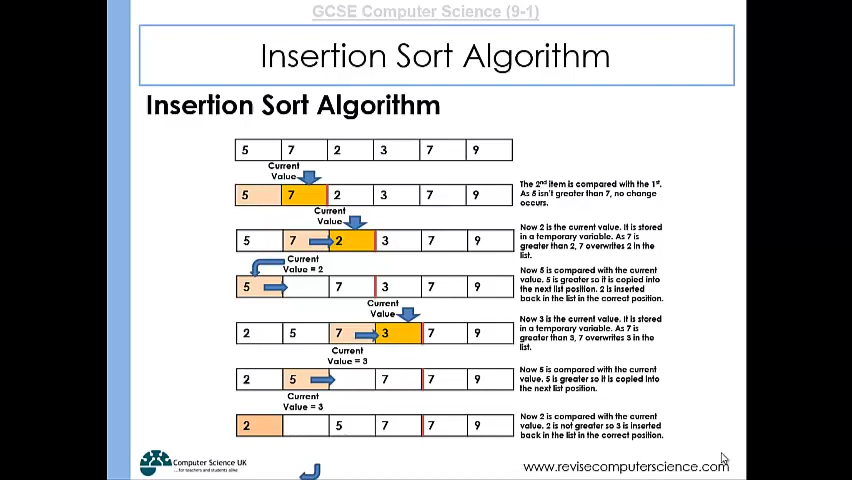 GCSE Computer Science (9-1)
Insertion Sort Algorithm
Insertion Sort Algorithm
5 7 2 3 7 9
Current
Value
5 7 2 3 7 9
The 2nd item is compared with the 1st.
As 5 isn't greater than 7, no change
occurs.
Current
Value
5 7 2 3 7 9
Now 2 is the current value. It is stored
in a temporary variable. As 7 is
greater than 2, 7 overwrites 2 in the
list.
Current
Value = 2
5 7 3 7 9
Now 5 is compared with the current
value. 5 is greater so it is copied into
the next list position. 2 is inserted
back in the list in the correct position.
Current
Value
2 5 7 3 7 9
Now 3 is the current value. It is stored
in a temporary variable. As 7 is
greater than 3, 7 overwrites 3 in the
list.
Current
Value = 3
2 5 7 7 9
Now 5 is compared with the current
value. 5 is greater so it is copied into
the next list position.
Current
Value = 3
2 5 7 7 9
Now 2 is compared with the current
value. 2 is not greater so 3 is inserted
back in the list in the correct position.
Computer Science UK
...for teachers and students alike
www.revisecomputerscience.com